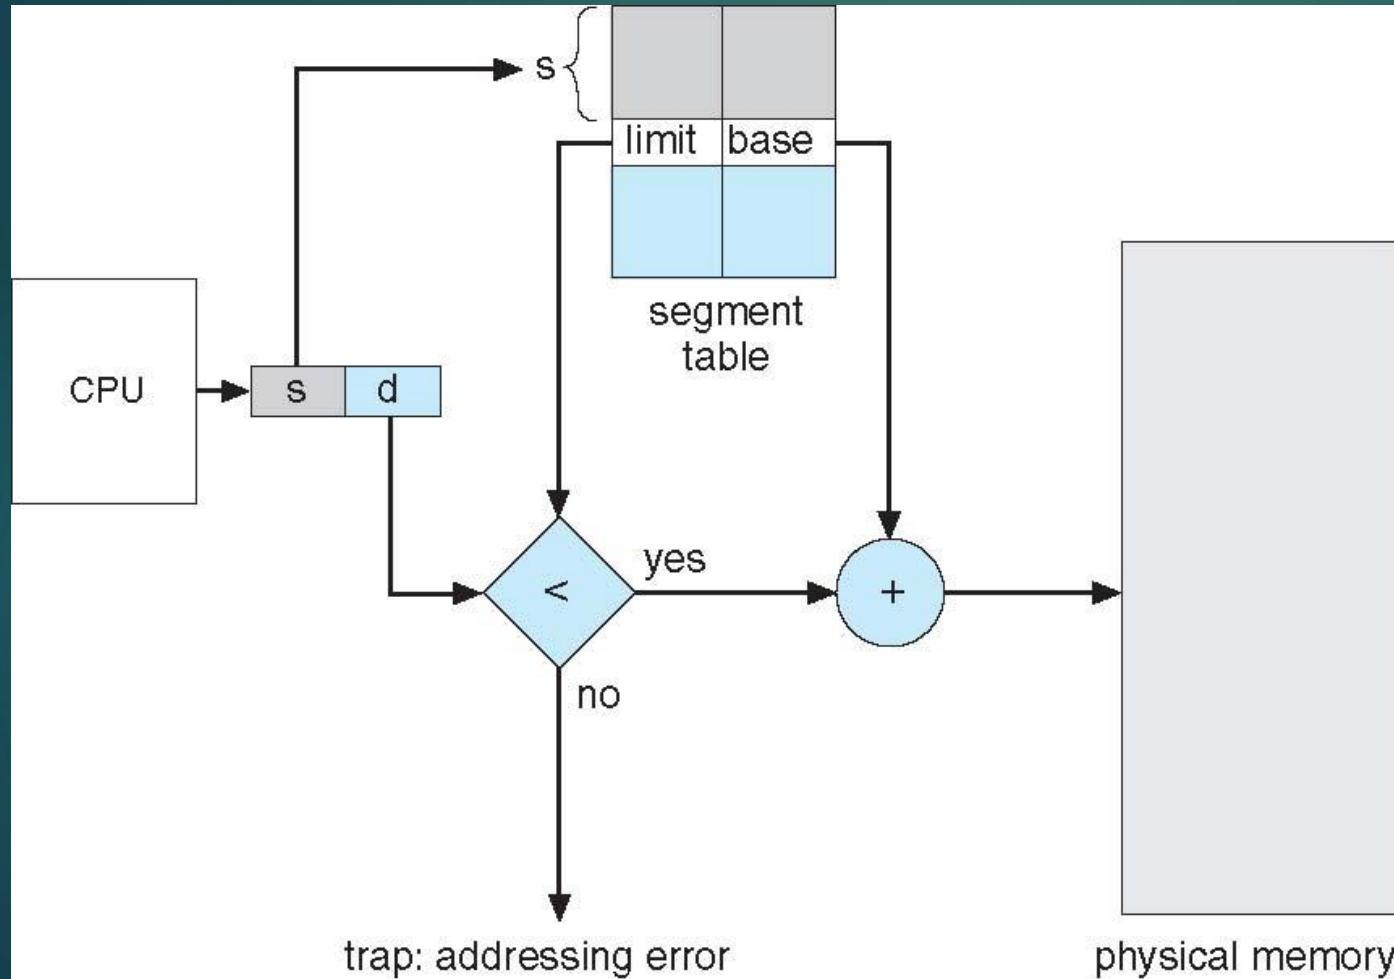 s
limit base
segment
table
CPU
s d
<
yes
+
no
trap: addressing error
physical memory